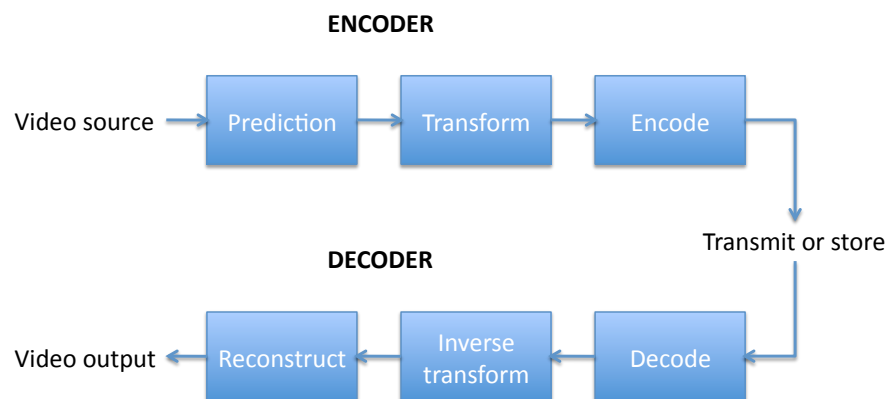 ENCODER
Video source
Prediction
Transform
Encode
Transmit or store
DECODER
Video output
Reconstruct
Inverse
transform
Decode